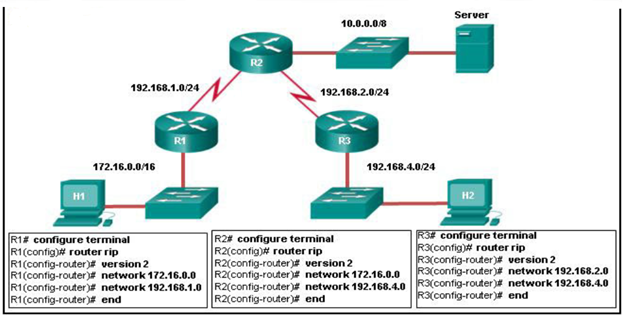 Server
10.0.0.0/8
R2
192.168.1.0/24
192.168.2.0/24
R1
R3
172.16.0.0/16
192.168.4.0/24
H1
H2
R1# configure terminal
R1(config)# router rip
R1(config-router)# version 2
R1(config-router)# network 172.16.0.0
R1(config-router)# network 192.168.1.0
R1(config-router)# end
R2# configure terminal
R2(config)# router rip
R2(config-router)# version 2
R2(config-router)# network 172.16.0.0
R2(config-router)# network 192.168.4.0
R2(config-router)# end
R3# configure terminal
R3(config)# router rip
R3(config-router)# version 2
R3(config-router)# network 192.168.2.0
R3(config-router)# network 192.168.4.0
R3(config-router)# end